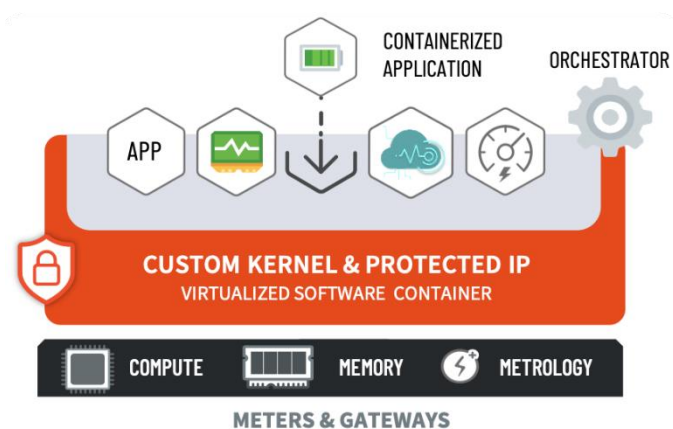 CONTAINERIZED
APPLICATION
ORCHESTRATOR
APP
CUSTOM KERNEL & PROTECTED IP
VIRTUALIZED SOFTWARE CONTAINER
COMPUTE
MEMORY
METROLOGY
METERS & GATEWAYS